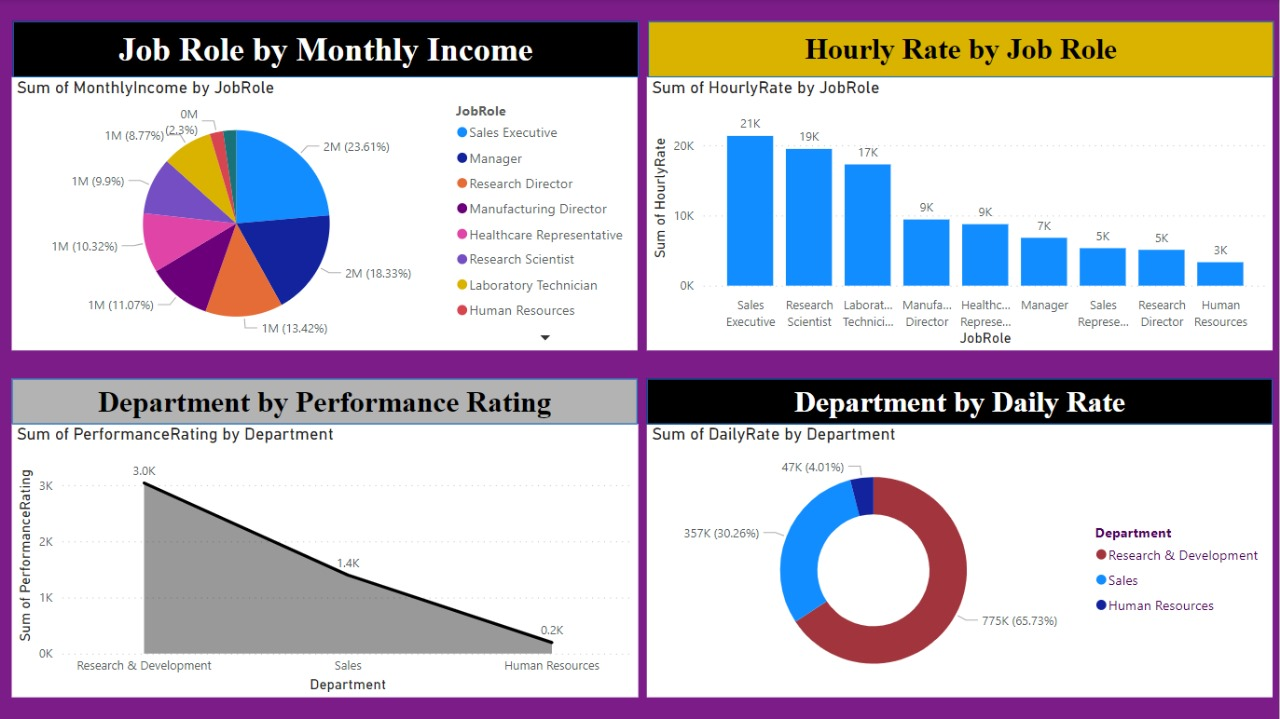 Job Role by Monthly Income
Sum of MonthlyIncome by JobRole
0M
(2.3%)
1M (8.77%)
2M (23.61%)
1M (9.9%)
1M (10.32%)
2M (18.33%)
1M (11.07%)
1M (13.42%)
JobRole
Sales Executive
Manager
Research Director
Manufacturing Director
Healthcare Representative
Research Scientist
Laboratory Technician
Human Resources
Hourly Rate by Job Role
Sum of HourlyRate by JobRole
Sum of HourlyRate
20K
10K
0K
21K
19K
17K
9K
9K
7K
5K
5K
3K
Sales
Executive
Research
Scientist
Laborat...
Technici...
Manufa...
Director
Healthc...
Represe...
Manager
Sales
Represe...
Research
Director
Human
Resources
JobRole
Department by Performance Rating
Sum of PerformanceRating by Department
Sum of PerformanceRating
3K
2K
1K
0K
3.0K
1.4K
0.2K
Research & Development
Sales
Human Resources
Department
Department by Daily Rate
Sum of DailyRate by Department
47K (4.01%)
357K (30.26%)
775K (65.73%)
Department
Research & Development
Sales
Human Resources